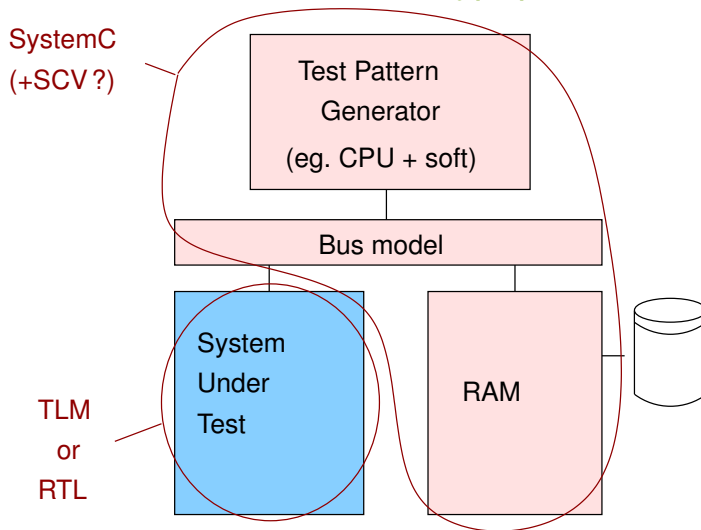 SystemC
(+SCV ?)
Test Pattern
Generator
(eg. CPU + soft)
Bus model
System
Under
Test
RAM
TLM
or
RTL